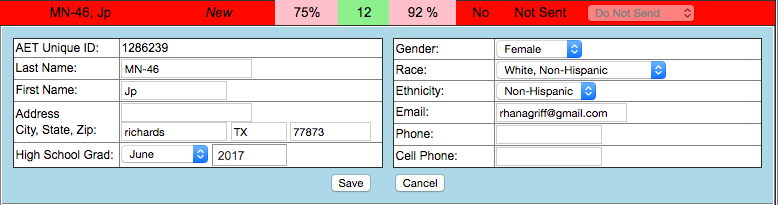 MN-46, Jp New 75% 12 92 % No Not Sent Do Not Send
AET Unique ID: 1286239
Last Name: MN-46
First Name: Jp
Address
City, State, Zip: richards TX 77873
High School Grad: June 2017
Gender: Female
Race: White, Non-Hispanic
Ethnicity: Non-Hispanic
Email: rhanagriff@gmail.com
Phone:
Cell Phone:
Save Cancel